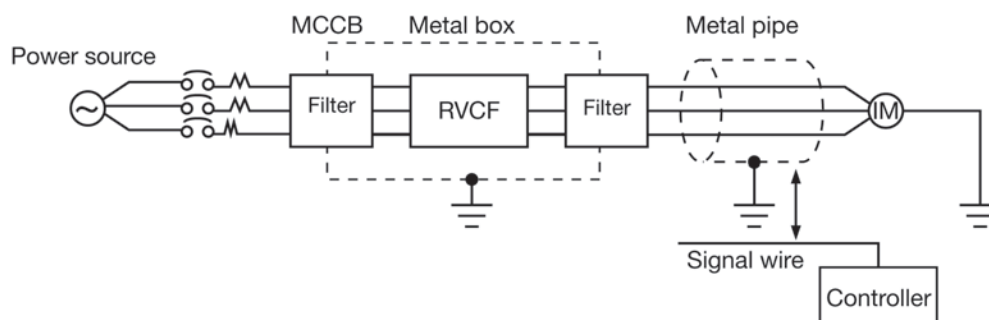 MCCB
Metal box
Metal pipe
Power source
Filter
RVCF
Filter
IM
Signal wire
Controller